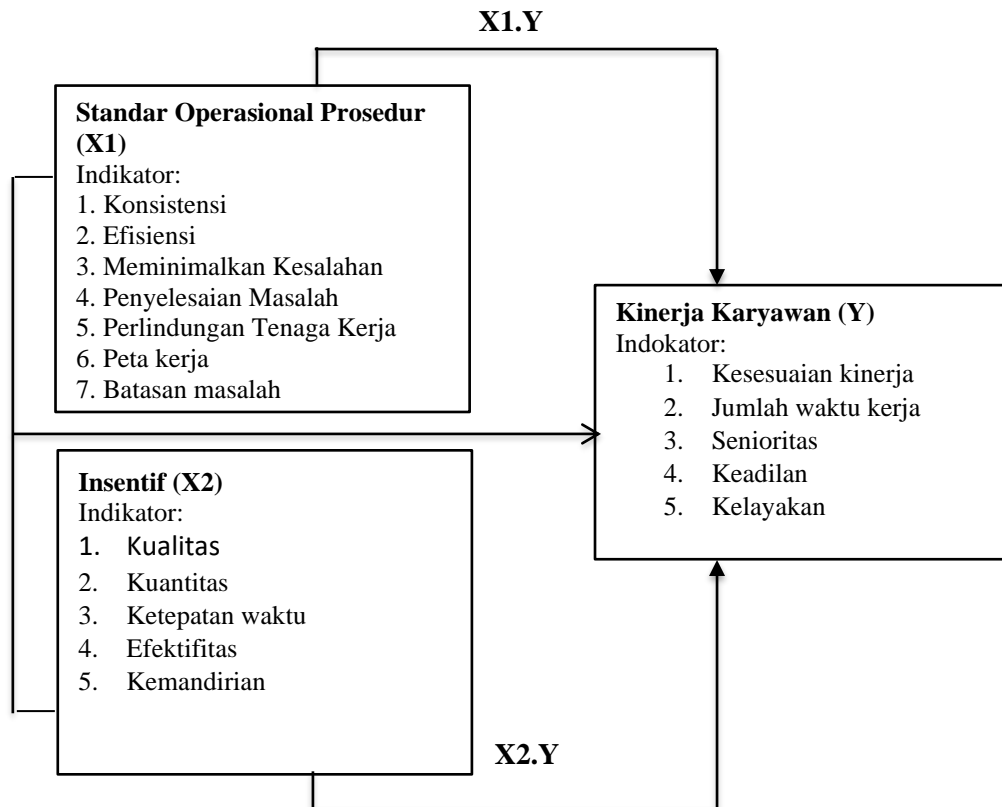 X1.Y
Standar Operasional Prosedur
(X1)
Indikator:
1. Konsistensi
2. Efisiensi
3. Meminimalkan Kesalahan
4. Penyelesaian Masalah
5. Perlindungan Tenaga Kerja
6. Peta kerja
7. Batasan masalah
Kinerja Karyawan (Y)
Indokator:
1. Kesesuaian kinerja
2. Jumlah waktu kerja
3. Senioritas
4. Keadilan
5. Kelayakan
Insentif (X2)
Indikator:
1. Kualitas
2. Kuantitas
3. Ketepatan waktu
4. Efektifitas
5. Kemandirian
X2.Y